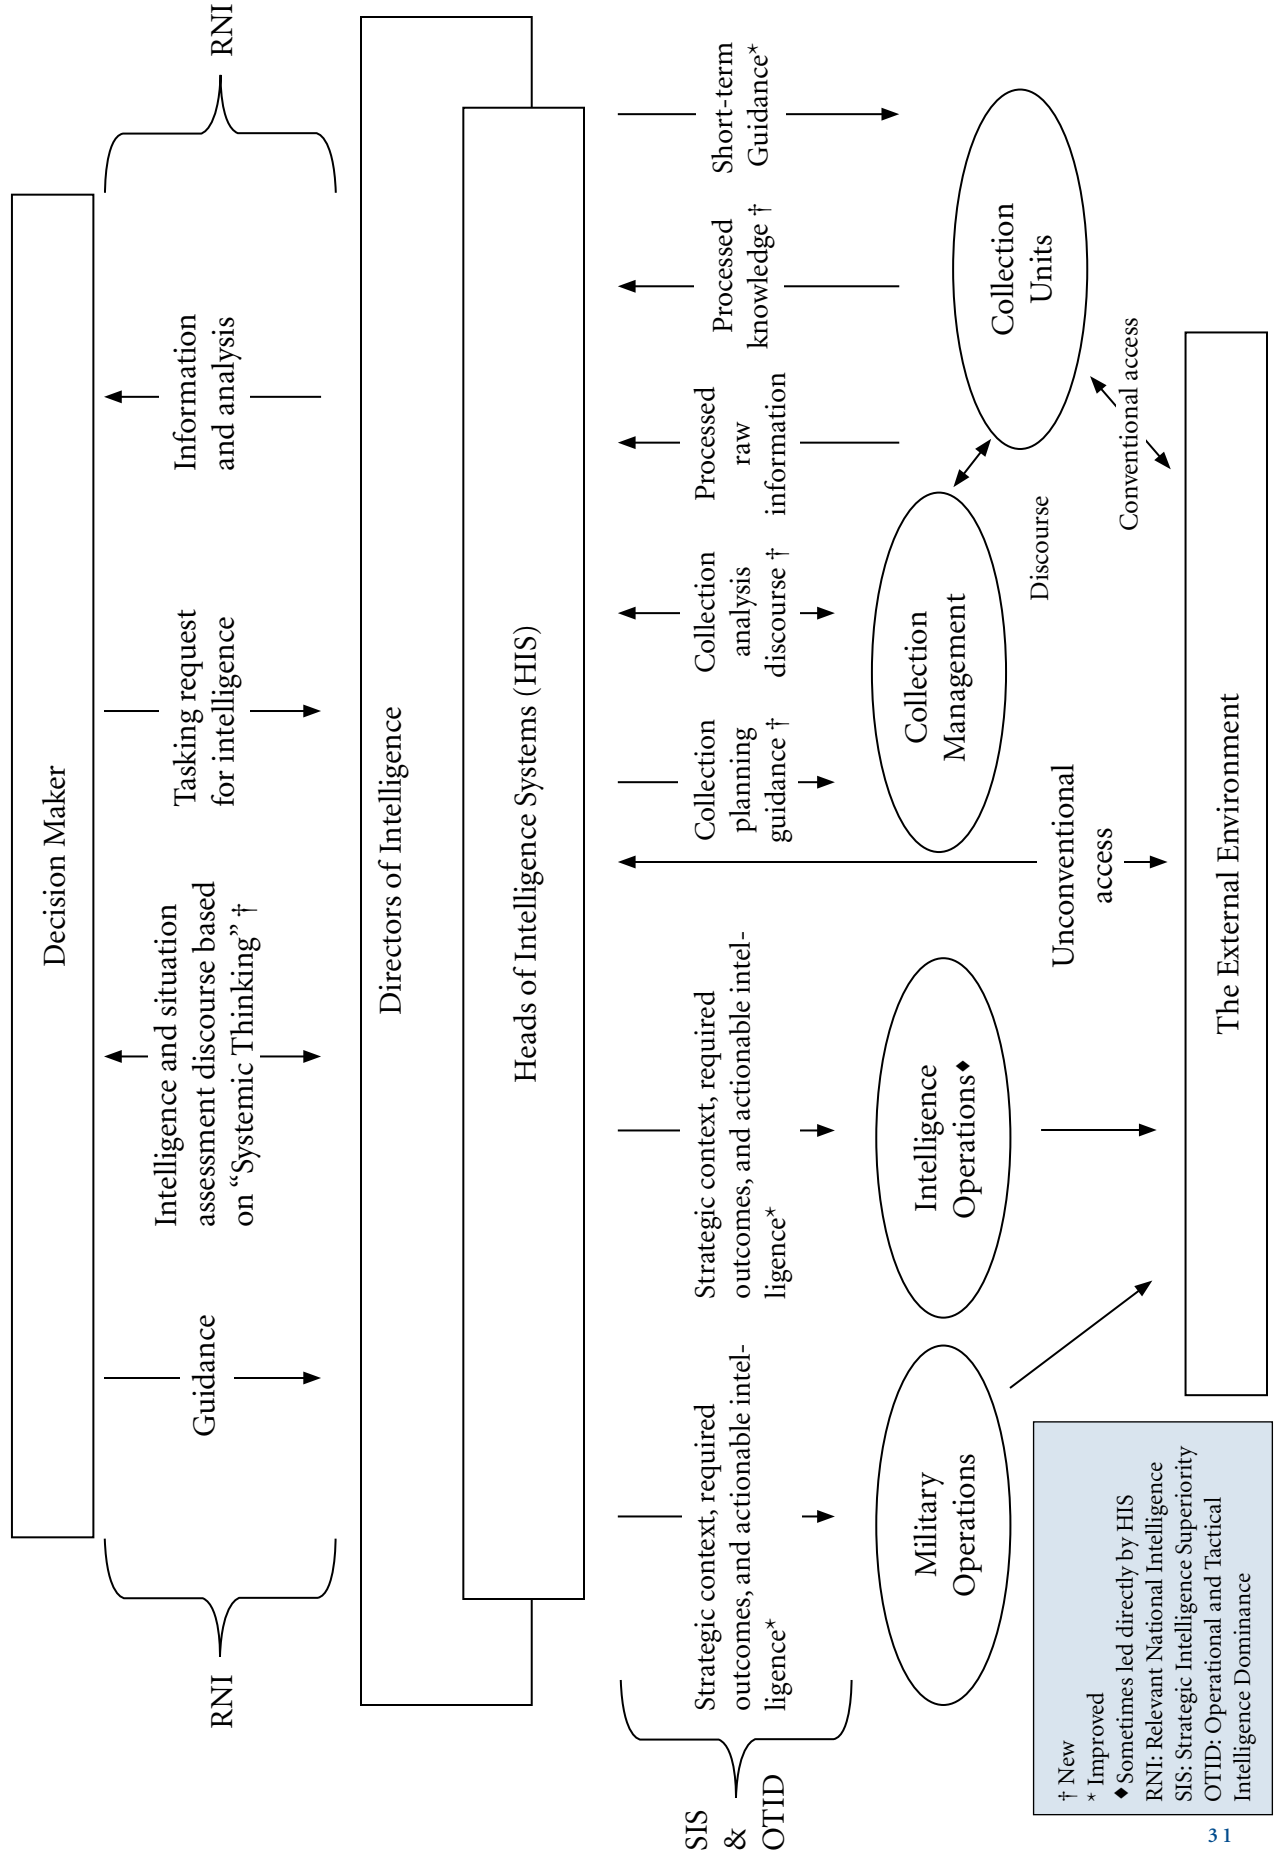 Decision Maker
RNI
Guidance
Intelligence and situation
assessment discourse based
on “Systemic Thinking” †
Tasking request
for intelligence
Information
and analysis
RNI
Directors of Intelligence
Heads of Intelligence Systems (HIS)
SIS
&
OTID
Strategic context, required
outcomes, and actionable intel-
ligence*
Strategic context, required
outcomes, and actionable intel-
ligence*
Collection
planning
guidance †
Collection
analysis
discourse †
Processed
raw
information
Processed
knowledge †
Short-term
Guidance*
Military
Operations
Intelligence
Operations♦
Unconventional
access
Collection
Management
Discourse
Collection
Units
Conventional access
The External Environment
† New
* Improved
♦ Sometimes led directly by HIS
RNI: Relevant National Intelligence
SIS: Strategic Intelligence Superiority
OTID: Operational and Tactical
Intelligence Dominance
31